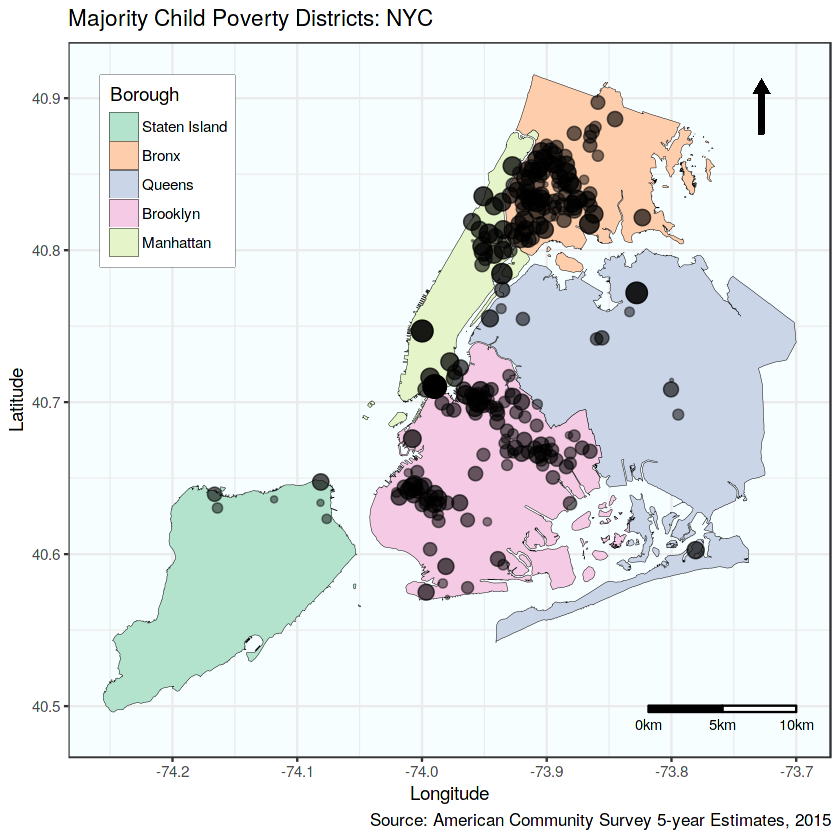 Majority Child Poverty Districts: NYC
Borough
Staten Island
Bronx
Queens
Brooklyn
Manhattan
40.9
40.8
40.7
40.6
40.5
Latitude
0km 5km 10km
-74.2 -74.1 -74.0 -73.9 -73.8 -73.7
Longitude
Source: American Community Survey 5-year Estimates, 2015